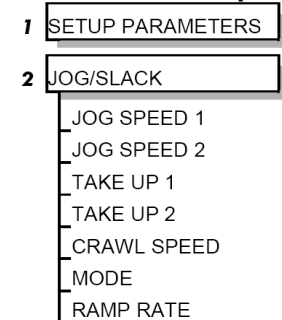 1 SETUP PARAMETERS
2 JOG/SLACK
JOG SPEED 1
JOG SPEED 2
TAKE UP 1
TAKE UP 2
CRAWL SPEED
MODE
RAMP RATE